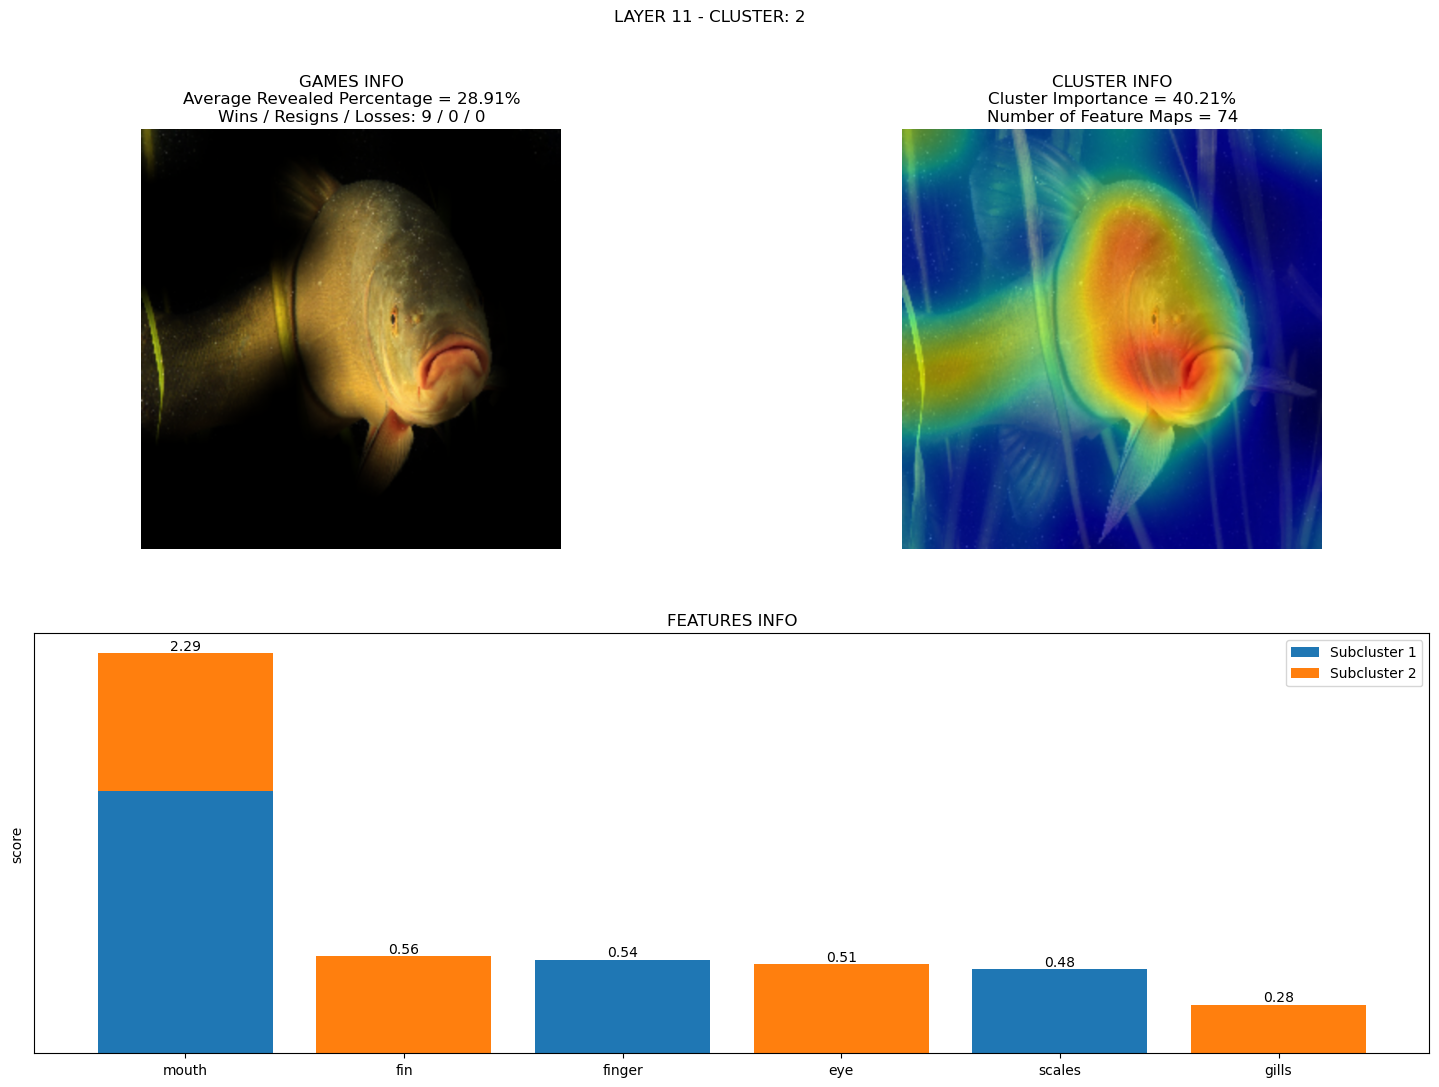 LAYER 11 - CLUSTER: 2
GAMES INFO
Average Revealed Percentage = 28.91%
Wins / Resigns / Losses: 9 / 0 / 0
CLUSTER INFO
Cluster Importance = 40.21%
Number of Feature Maps = 74
FEATURES INFO
score
2.29
0.56
0.54
0.51
0.48
0.28
Subcluster 1
Subcluster 2
mouth
fin
finger
eye
scales
gills